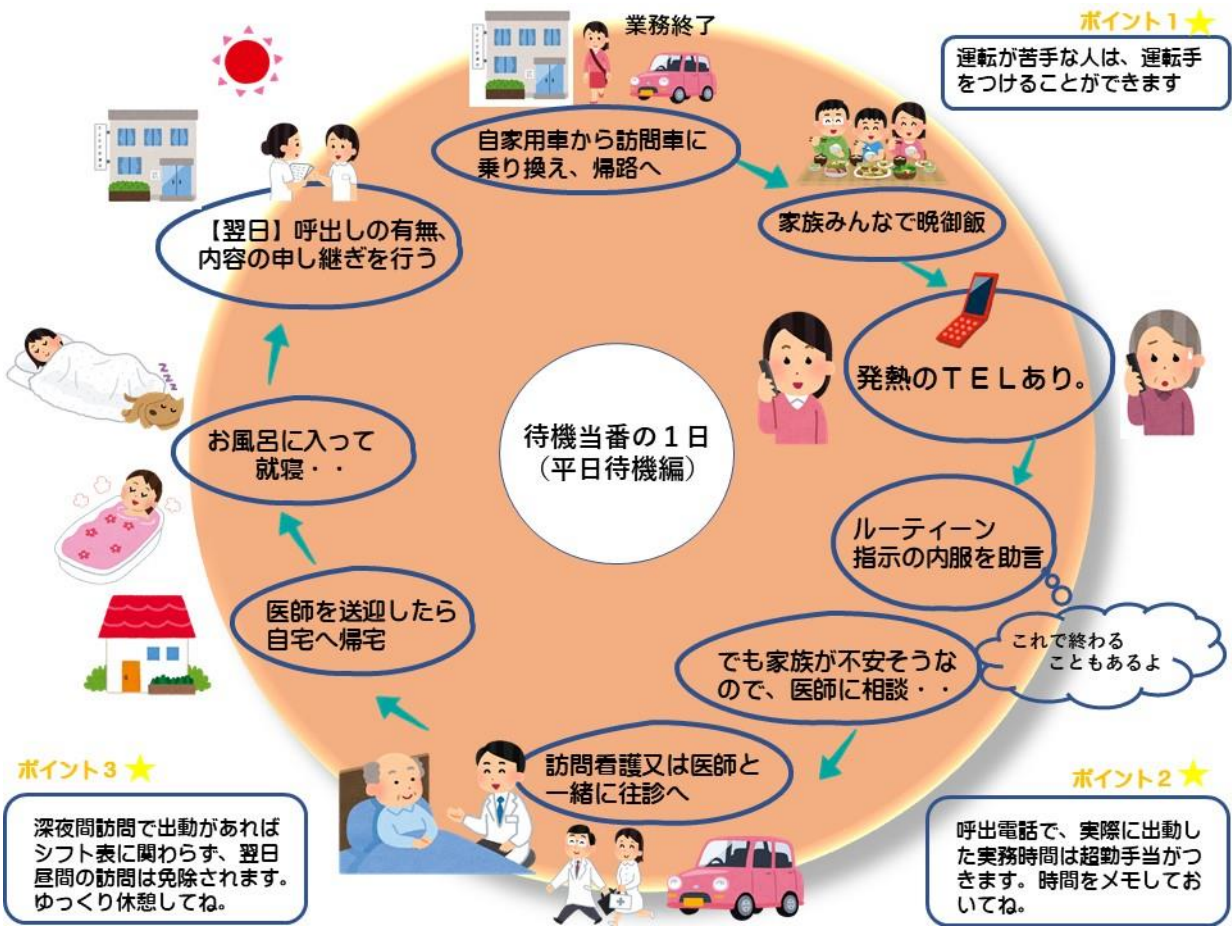 業務終了
自家用車から訪問車に
乗り換え、帰路へ
ポイント1
運転が苦手な人は、運転手
をつけることができます
家族みんなで晩御飯
発熱のTELあり。
ルーティーン
指示の内服を助言
これで終わる
こともあるよ
でも家族が不安そうな
ので、医師に相談・・
ポイント2
呼出電話で、実際に出動し
た実務時間は超勤手当がつ
きます。時間をメモしてお
いてね。
訪問看護又は医師と
一緒に往診へ
医師を送迎したら
自宅へ帰宅
ポイント3
深夜間訪問で出動があれば
シフト表に関わらず、翌日
昼間の訪問は免除されます。
ゆっくり休憩してね。
お風呂に入って
就寝・・
ZZZ
【翌日】呼出しの有無、
内容の申し継ぎを行う
待機当番の1日
（平日待機編）